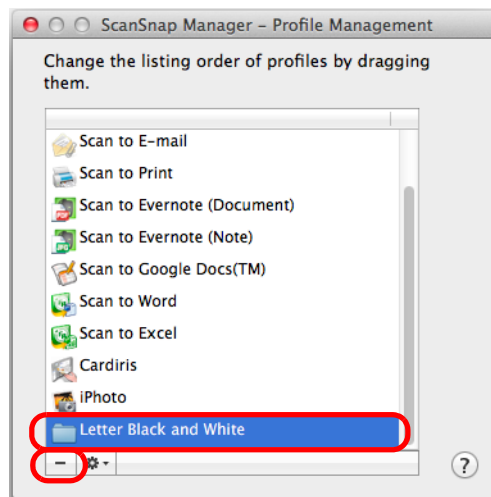 ScanSnap Manager – Profile Management
Change the listing order of profiles by dragging
them.
Scan to E-mail
Scan to Print
Scan to Evernote (Document)
Scan to Evernote (Note)
Scan to Google Docs(TM)
Scan to Word
Scan to Excel
Cardiris
iPhoto
Letter Black and White
?